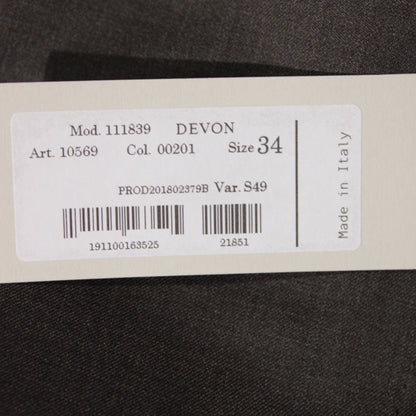 Mod. 111839 DEVON
Art. 10569 Col. 00201 Size 34
PROD201802379B Var. S49
191100163525 21851
Made in Italy